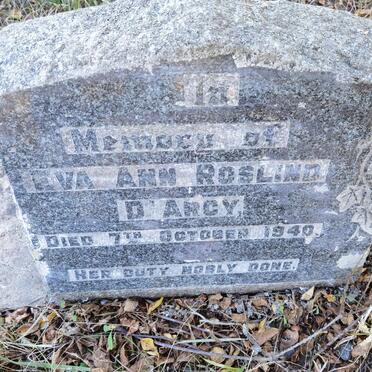 In
Memory of
Eva Ann Roslind
D'Arcy
Died 7th October 1940.
Her duty nobly done.